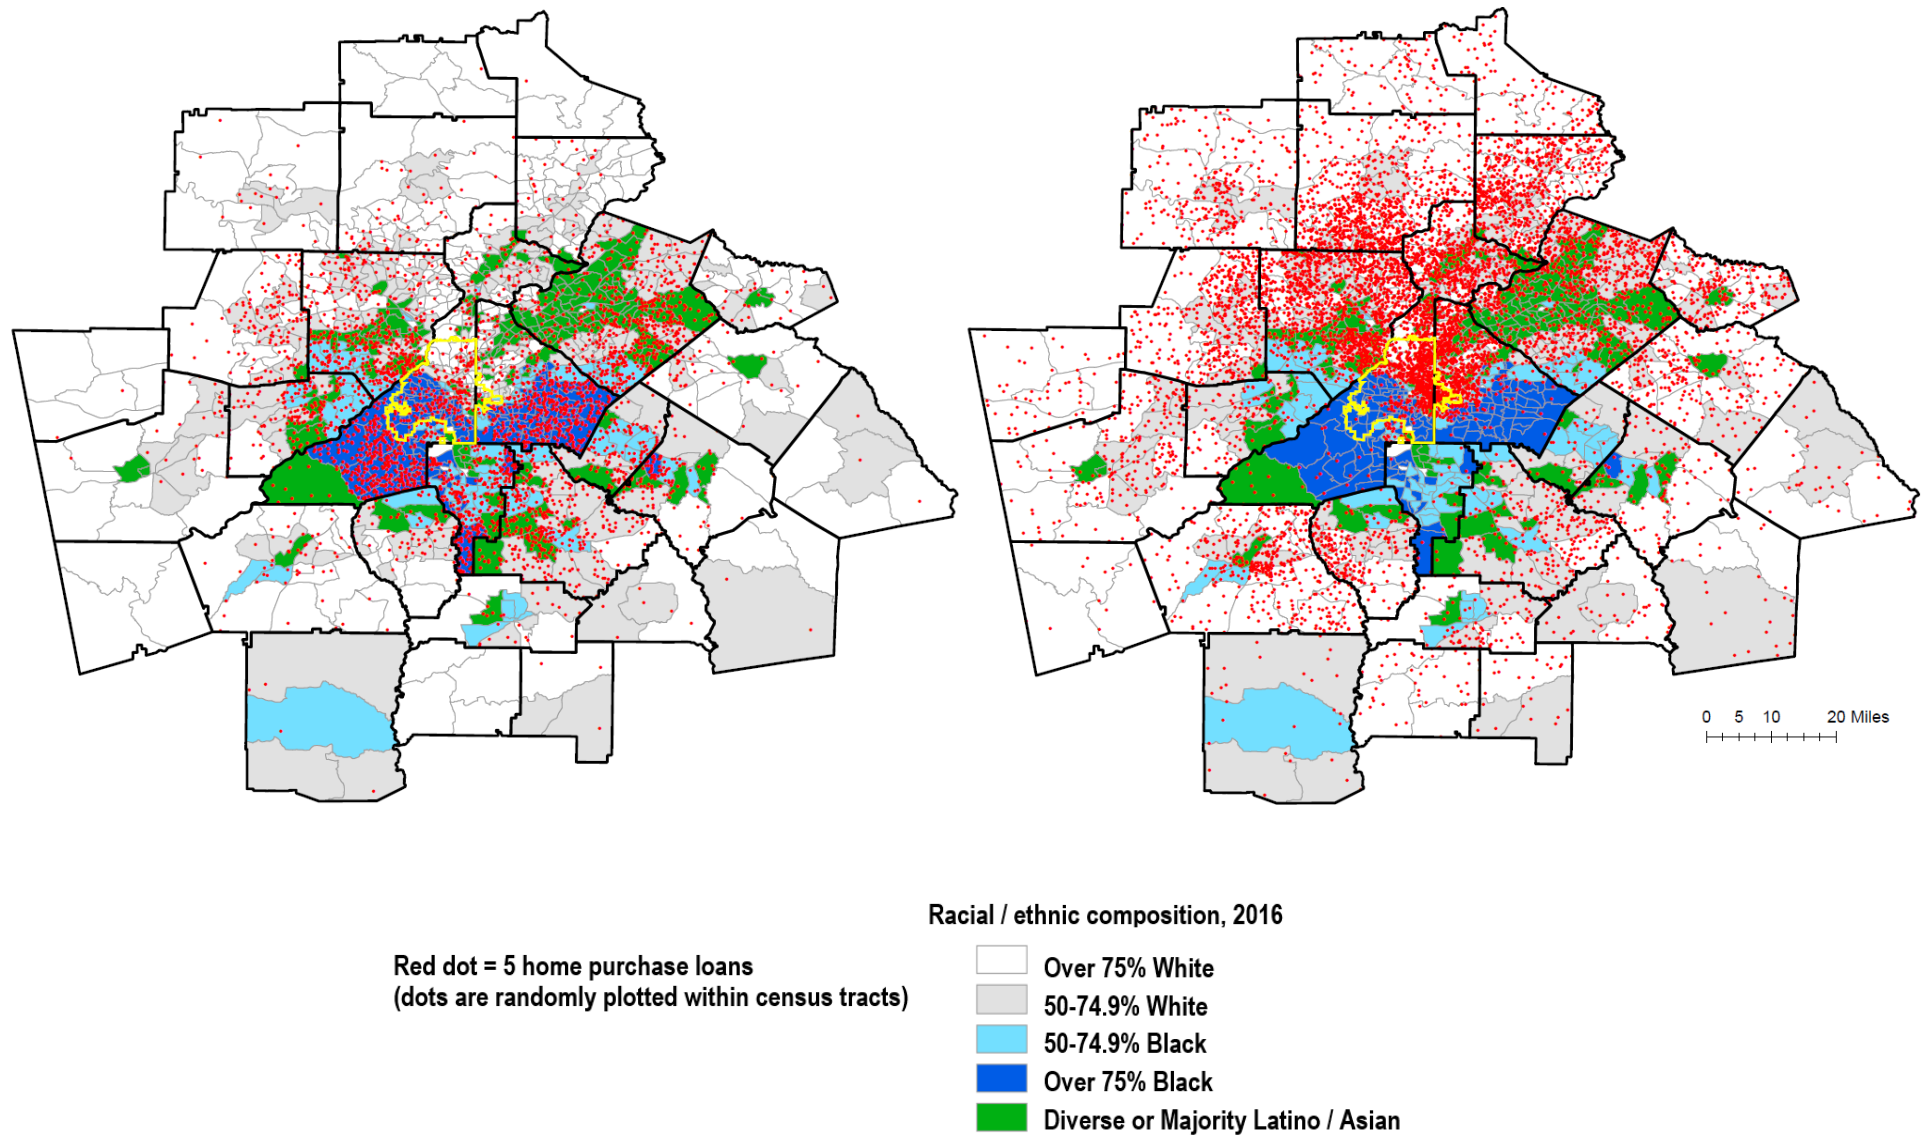 0 5 10 20 Miles
Racial / ethnic composition, 2016
Red dot = 5 home purchase loans
(dots are randomly plotted within census tracts)
Over 75% White
50-74.9% White
50-74.9% Black
Over 75% Black
Diverse or Majority Latino / Asian